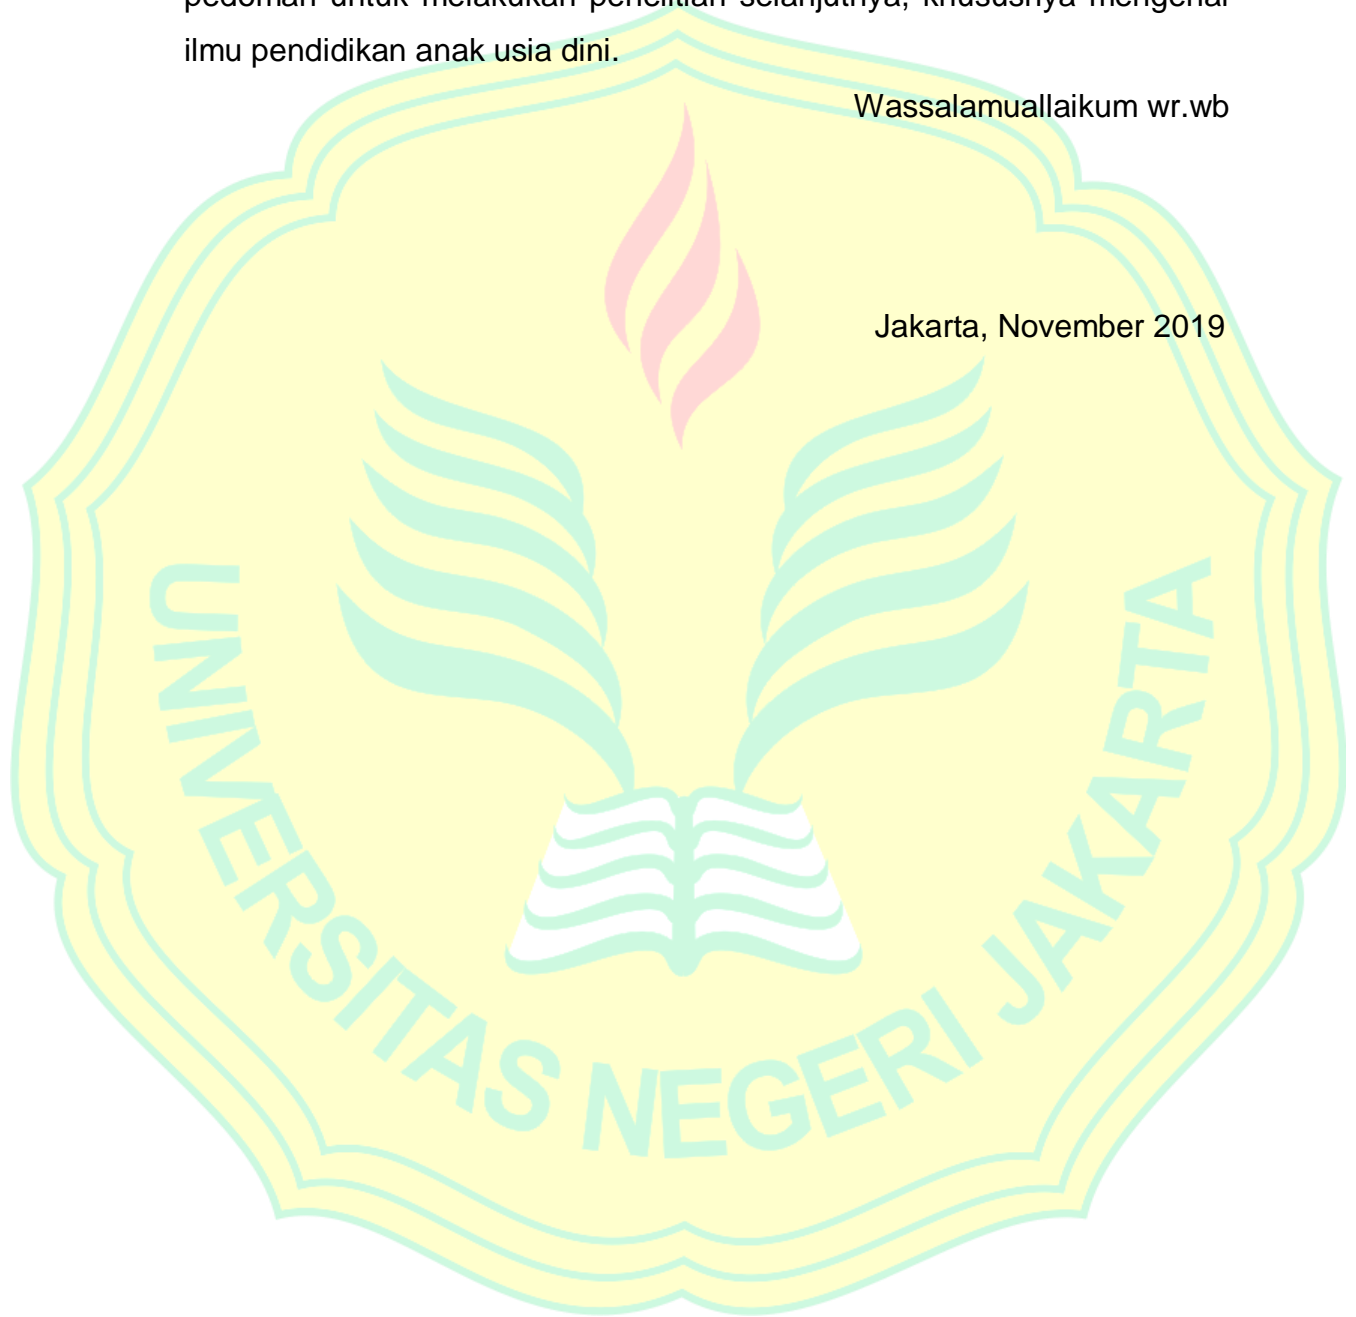 pedoman untuk melakukan penelitian selanjutnya, khususnya mengenai
ilmu pendidikan anak usia dini.
Wassalamuallaikum wr.wb
Jakarta, November 2019
UNIVERSITAS NEGERI JAKARTA